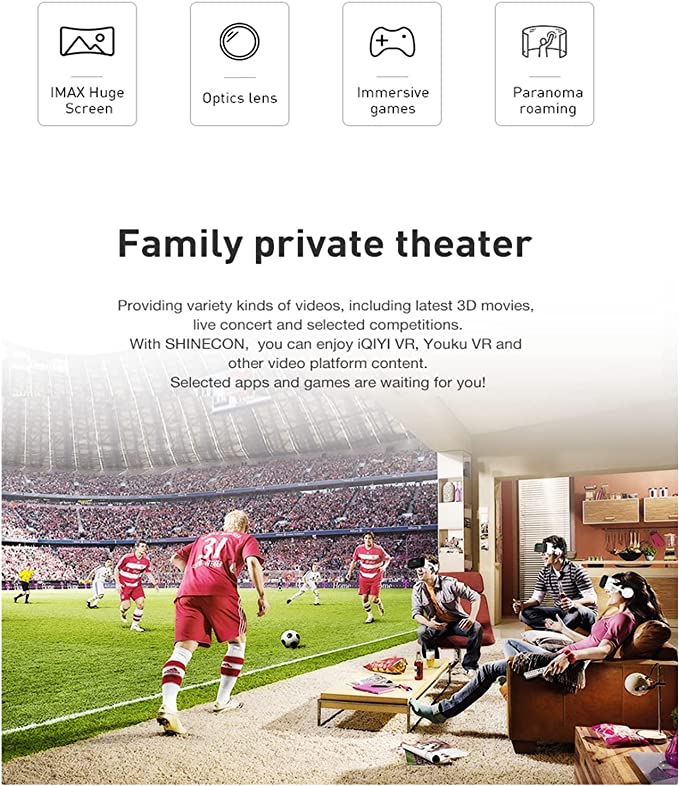 IMAX Huge
Screen
Optics lens
Immersive
games
Paranoma
roaming
Family private theater
Providing variety kinds of videos, including latest 3D movies,
live concert and selected competitions.
With SHINECON, you can enjoy iQIYI VR, Youku VR and
other video platform content.
Selected apps and games are waiting for you!
31